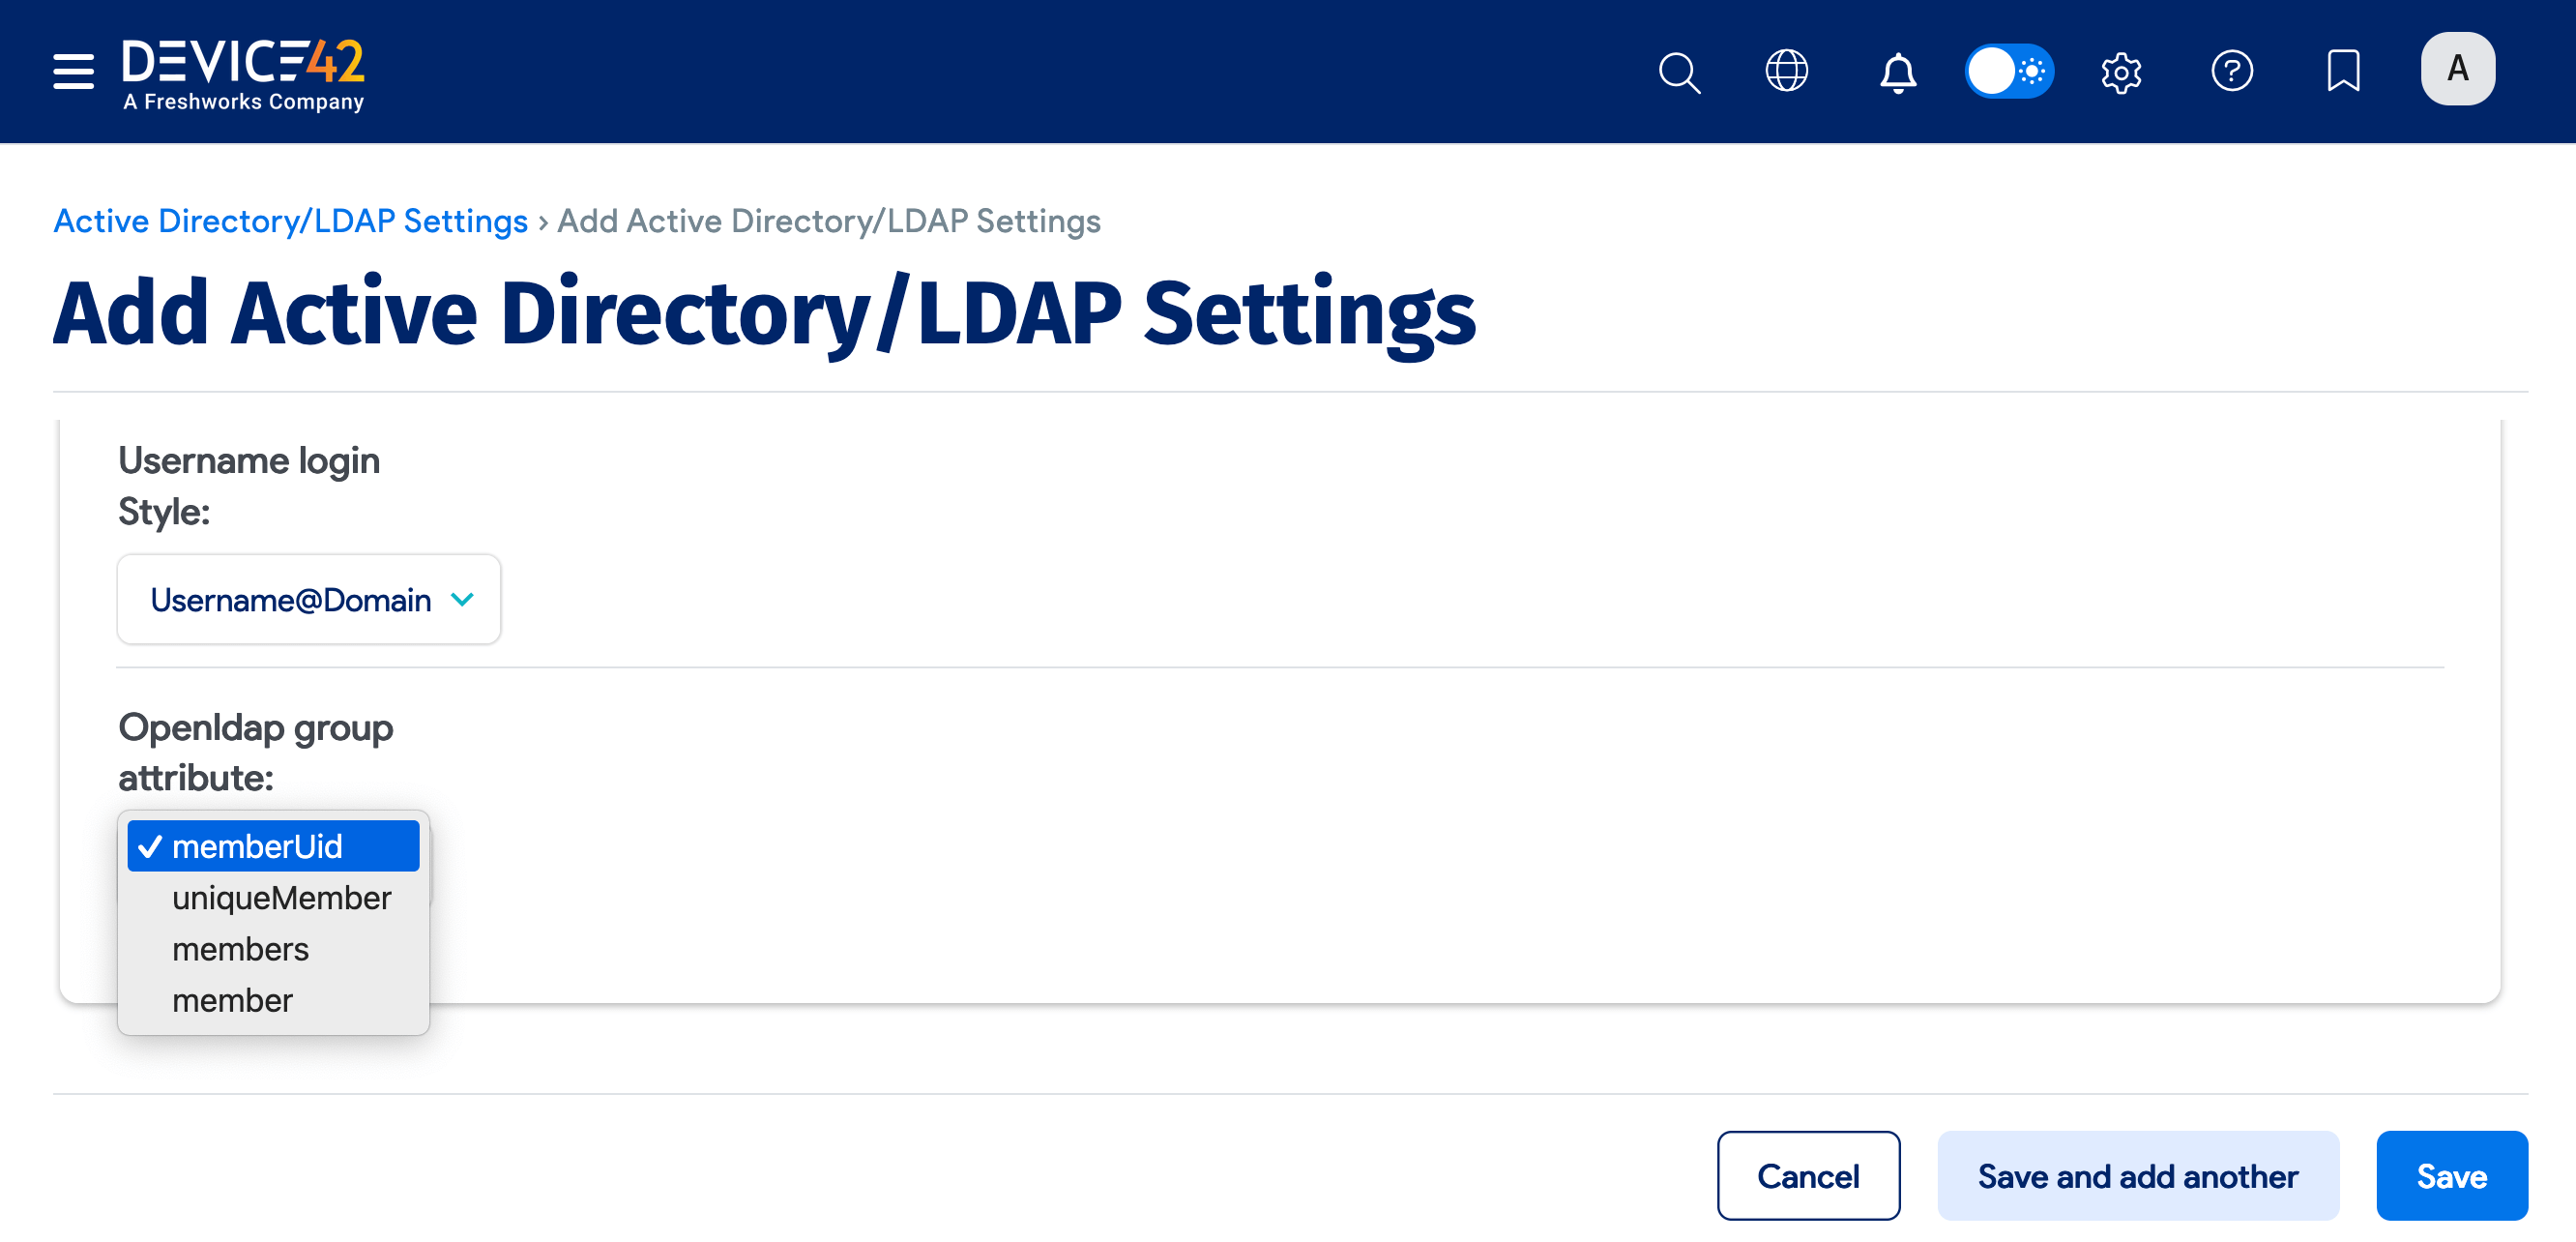 DEVICE42
A Freshworks Company
A
Active Directory/LDAP Settings › Add Active Directory/LDAP Settings
Add Active Directory/LDAP Settings
Username login
Style:
Username@Domain
Openldap group
attribute:
✓ memberUid
uniqueMember
members
member
Cancel
Save and add another
Save